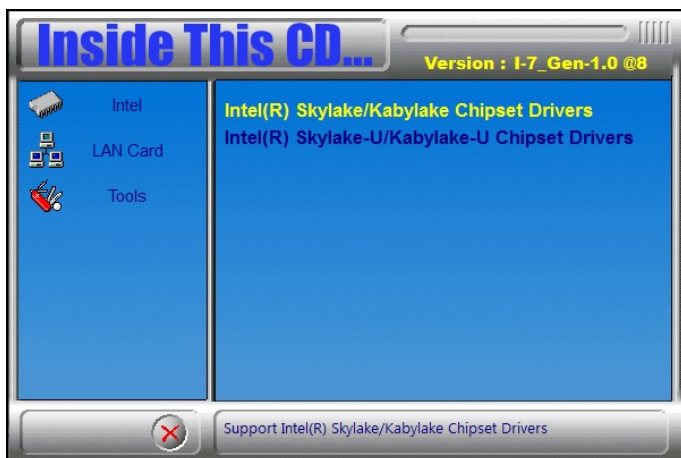 Inside This CD...
Version : I-7_Gen-1.0 @8
Intel
LAN Card
Tools
Intel(R) Skylake/Kabylake Chipset Drivers
Intel(R) Skylake-U/Kabylake-U Chipset Drivers
Support Intel(R) Skylake/Kabylake Chipset Drivers